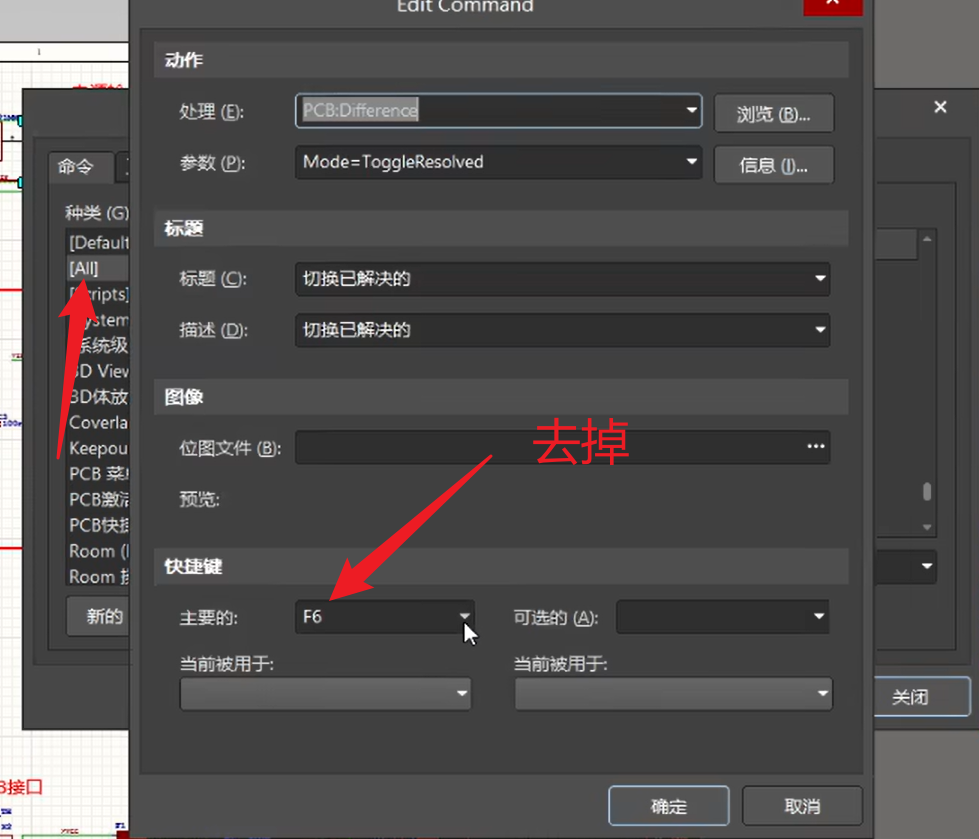 Edit Command
动作
处理 (E):
PCB:Difference
浏览 (B)...
参数 (P):
Mode=ToggleResolved
信息 (I)...
标题
标题 (C):
切换已解决的
描述 (D):
切换已解决的
图像
位图文件 (B):
...
去掉
预览:
快捷键
主要的:
F6
可选的 (A):
当前被用于:
当前被用于:
确定
取消
命令
种类 (G)
[Default
[All]
[Scripts]
System
系统级
3D View
3D体放
Coverla
Keepou
PCB 菜单
PCB激活
PCB快捷
Room (
Room
新的
关闭
B接口